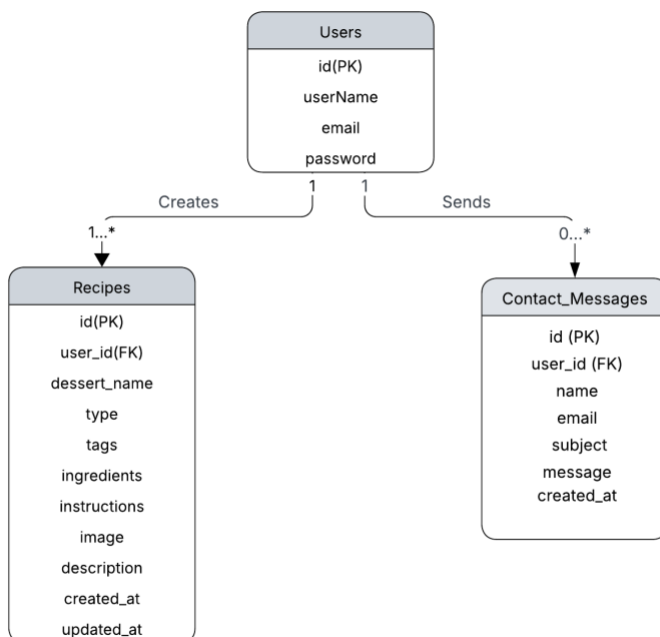 Users
id(PK)
userName
email
password
1
1
Creates
Sends
1...*
0...*
Recipes
id(PK)
user_id(FK)
dessert_name
type
tags
ingredients
instructions
image
description
created_at
updated_at
Contact_Messages
id (PK)
user_id (FK)
name
email
subject
message
created_at